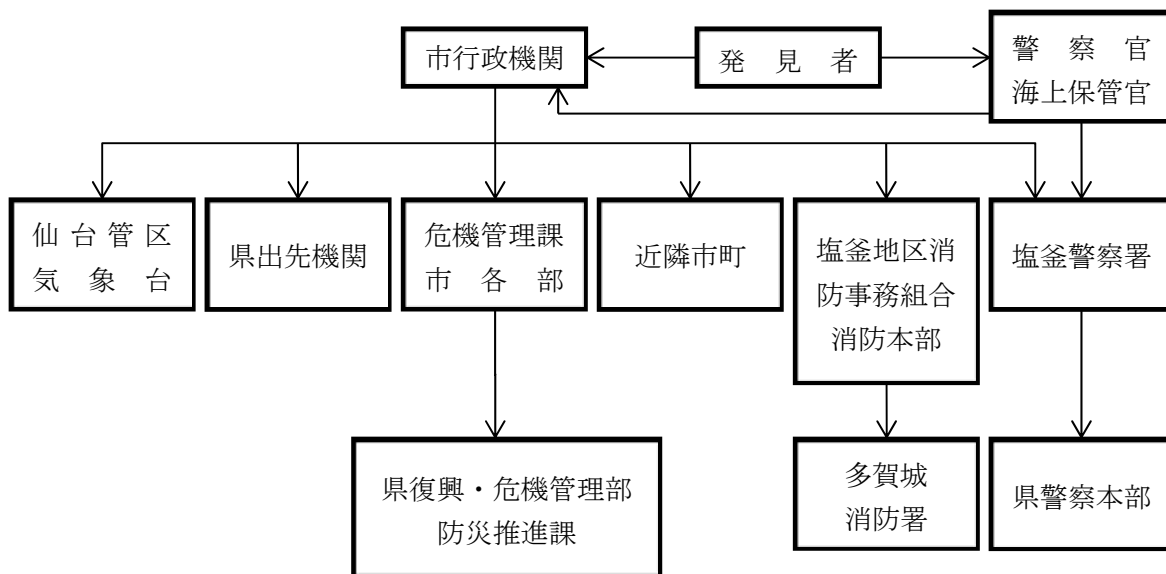 市行政機関
発見者
警察官
海上保管官
仙台管区
気象台
県出先機関
危機管理課
市各部
近隣市町
塩釜地区消
防事務組合
消防本部
塩釜警察署
県復興・危機管理部
防災推進課
多賀城
消防署
県警察本部